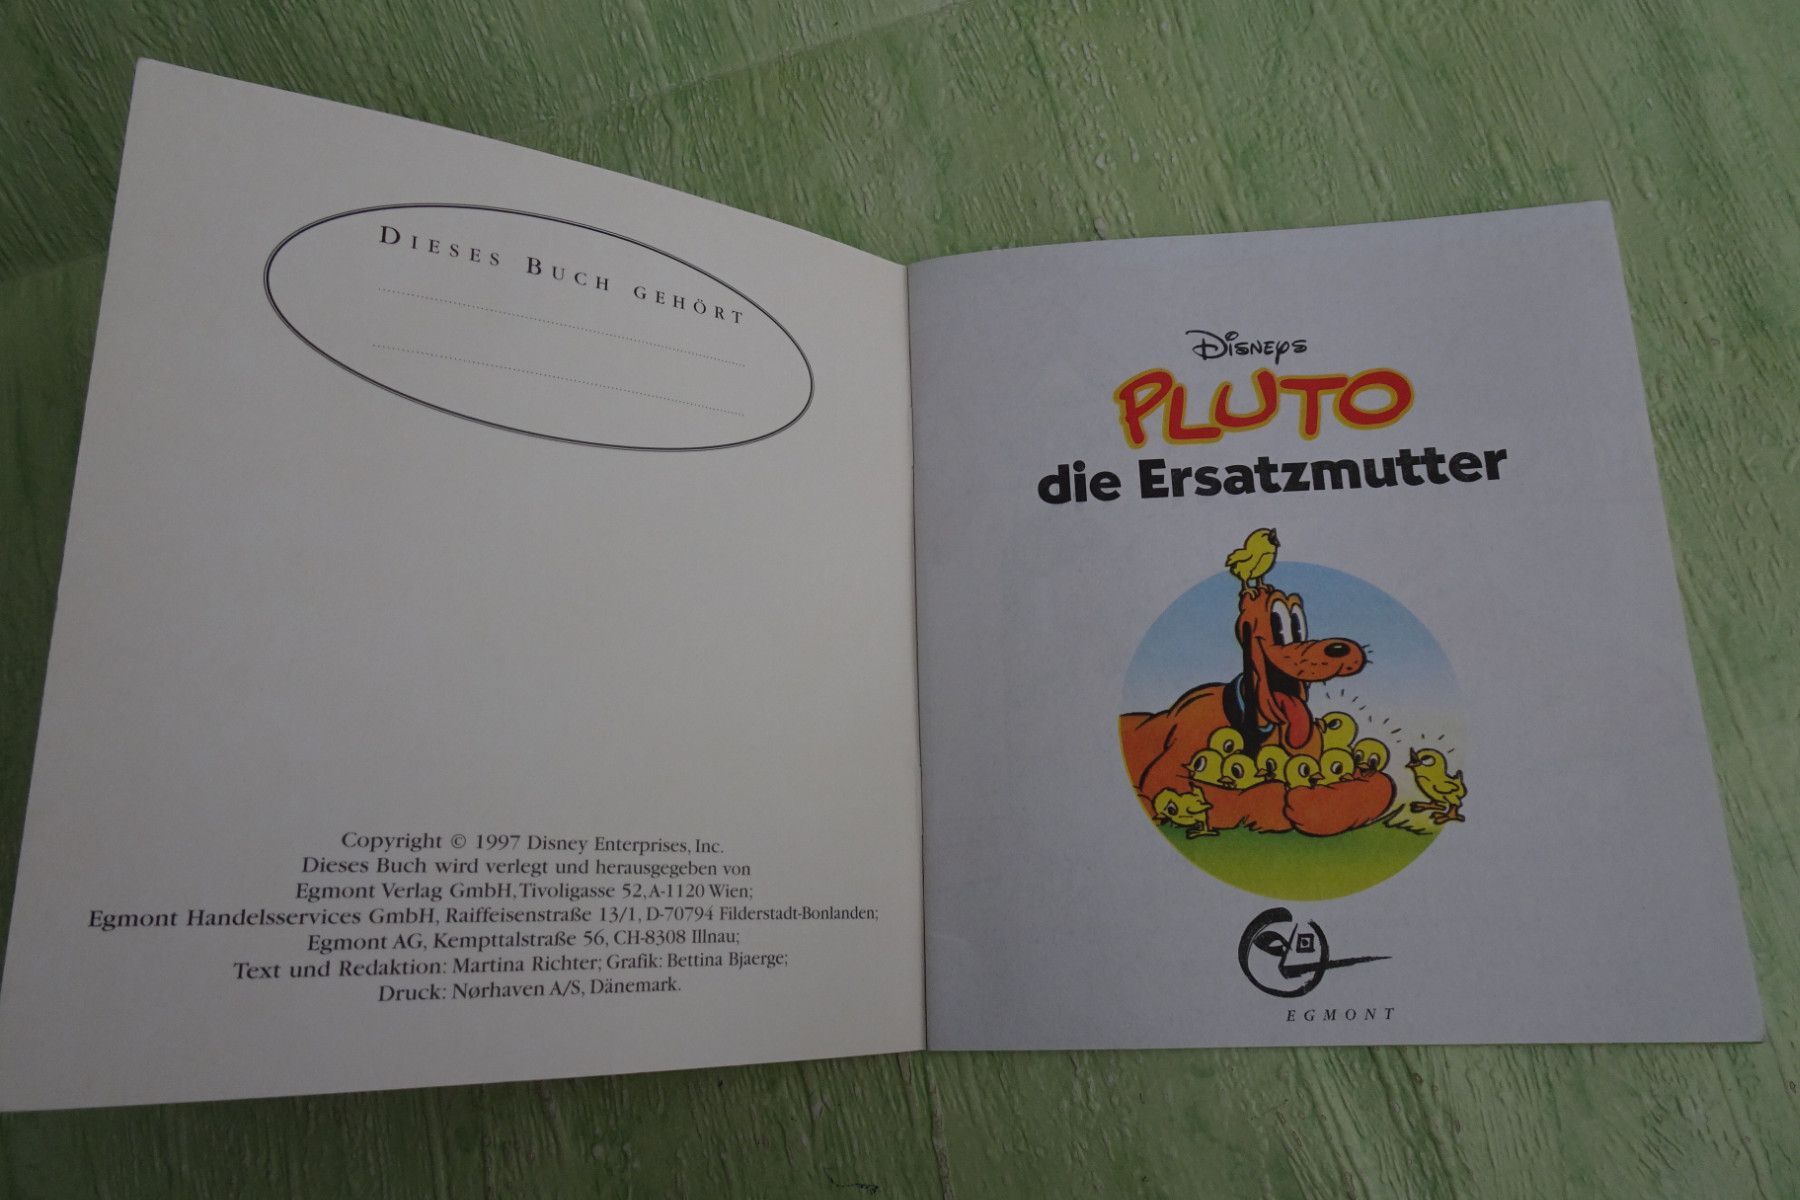 Dieses Buch gehört
Copyright © 1997 Disney Enterprises, Inc.
Dieses Buch wird verlegt und herausgegeben von
Egmont Verlag GmbH, Tivoligasse 52, A-1120 Wien;
Egmont Handelsservices GmbH, Raiffeisenstraße 13/1, D-70794 Filderstadt-Bonlanden;
Egmont AG, Kempttalstraße 56, CH-8308 Illnau;
Text und Redaktion: Martina Richter; Grafik: Bettina Bjaerge;
Druck: Nørhaven A/S, Dänemark.
Disneys
PLUTO
die Ersatzmutter
EGMONT